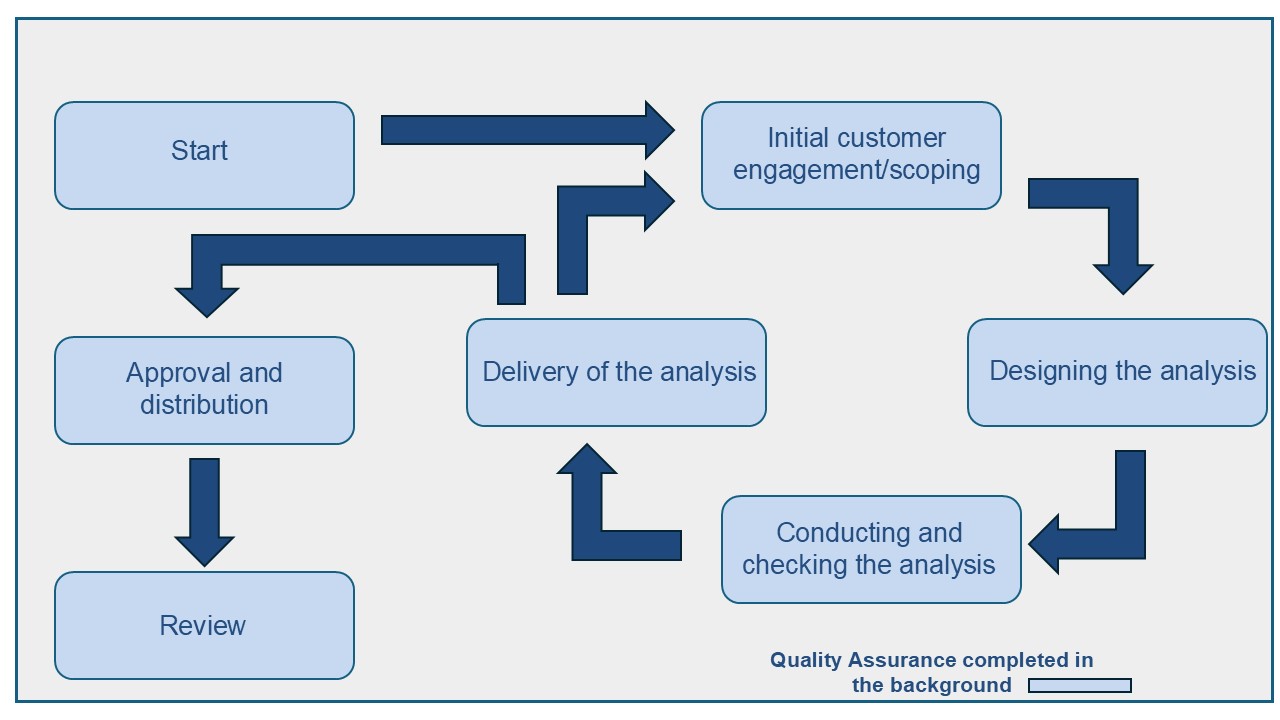 Start
Initial customer
engagement/scoping
Approval and
distribution
Delivery of the analysis
Designing the analysis
Conducting and
checking the analysis
Review
Quality Assurance completed in
the background